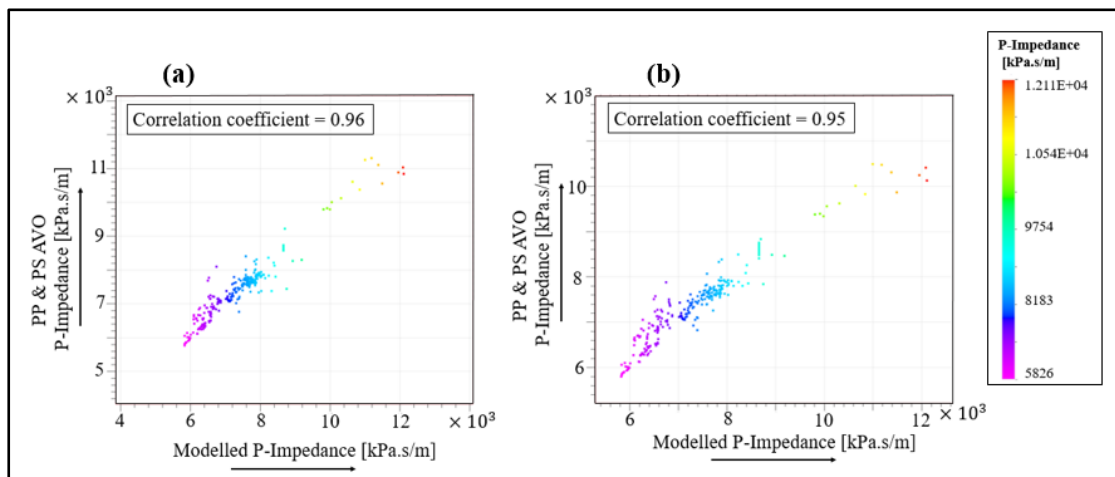 (a)
× 10³
Correlation coefficient = 0.96
11
9
7
5
PP & PS AVO
P-Impedance [kPa.s/m]
4 6 8 10 12 × 10³
Modelled P-Impedance [kPa.s/m]
(b)
× 10³
Correlation coefficient = 0.95
10
8
6
PP & PS AVO
P-Impedance [kPa.s/m]
6 8 10 12 × 10³
Modelled P-Impedance [kPa.s/m]
P-Impedance
[kPa.s/m]
1.211E+04
1.054E+04
9754
8183
5826